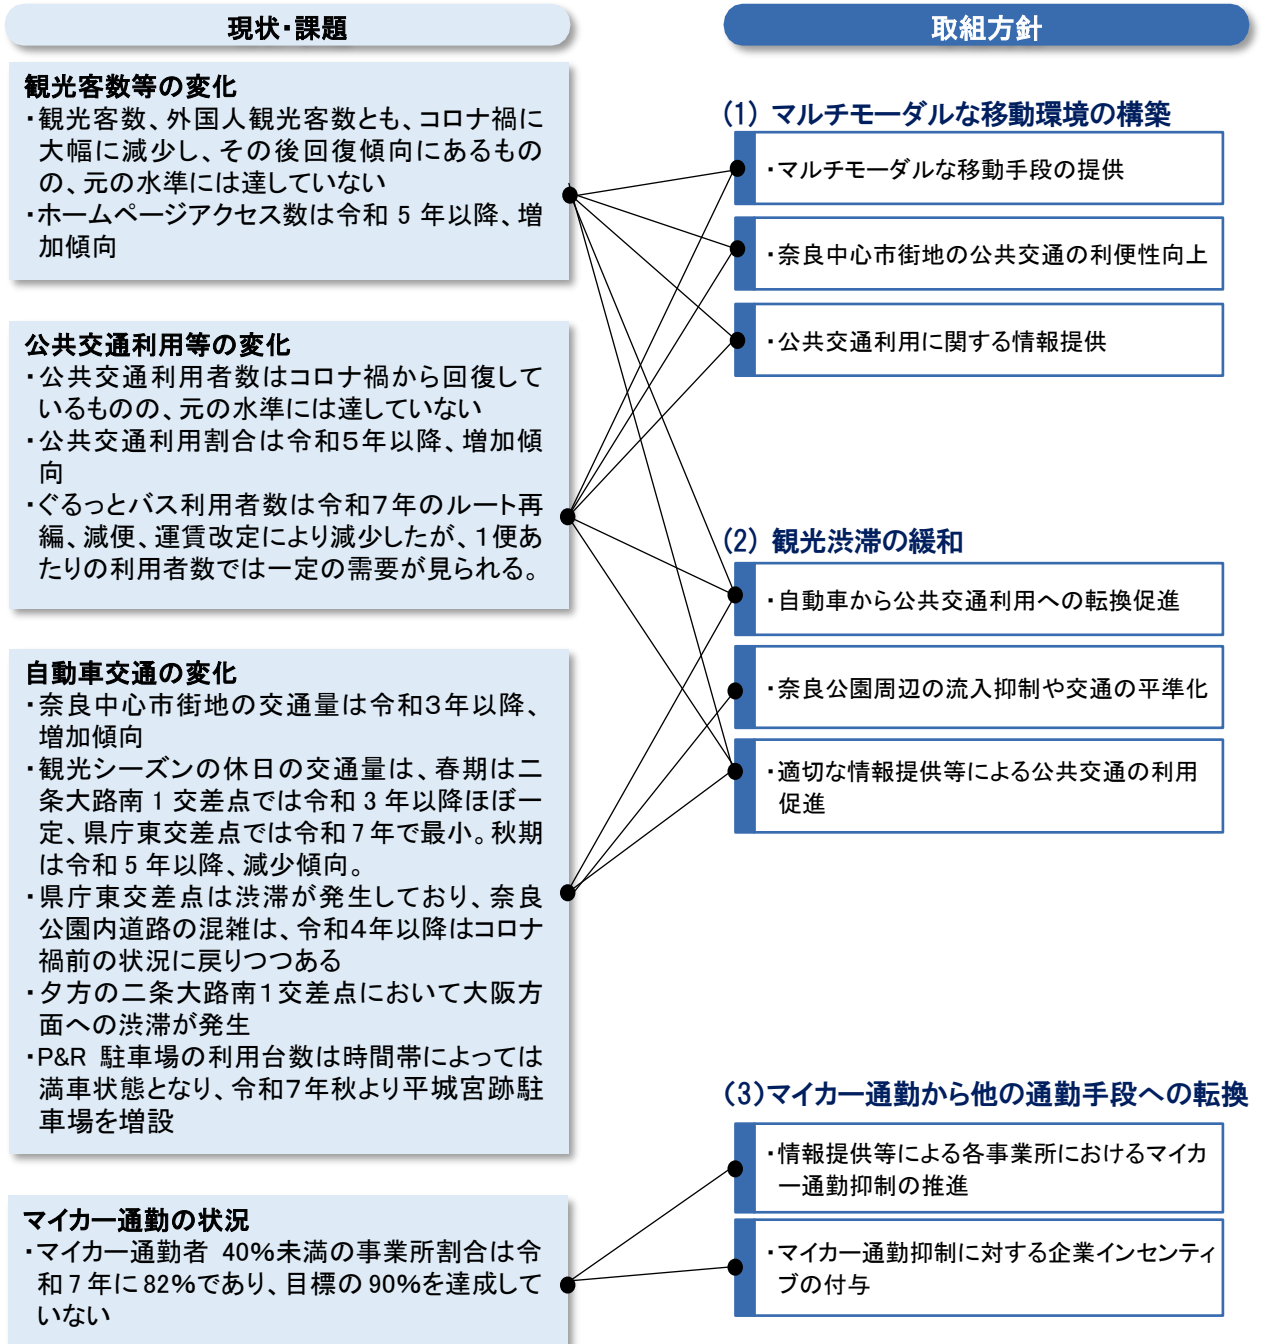 現状・課題
観光客数等の変化
・観光客数、外国人観光客数とも、コロナ禍に
大幅に減少し、その後回復傾向にあるもの
の、元の水準には達していない
・ホームページアクセス数は令和 5 年以降、増
加傾向
公共交通利用等の変化
・公共交通利用者数はコロナ禍から回復して
いるものの、元の水準には達していない
・公共交通利用割合は令和5年以降、増加傾
向
・ぐるっとバス利用者数は令和7年のルート再
編、減便、運賃改定により減少したが、1便あ
たりの利用者数では一定の需要が見られる。
自動車交通の変化
・奈良中心市街地の交通量は令和3年以降、
増加傾向
・観光シーズンの休日の交通量は、春期は二
条大路南 1 交差点では令和 3 年以降ほぼ一
定、県庁東交差点では令和 7 年で最小。秋期
は令和 5 年以降、減少傾向。
・県庁東交差点は渋滞が発生しており、奈良
公園内道路の混雑は、令和4年以降はコロナ
禍前の状況に戻りつつある
・夕方の二条大路南1交差点において大阪方
面への渋滞が発生
・P&R 駐車場の利用台数は時間帯によっては
満車状態となり、令和7年秋より平城宮跡駐
車場を増設
マイカー通勤の状況
・マイカー通勤者 40%未満の事業所割合は令
和 7 年に 82%であり、目標の 90%を達成して
いない
取組方針
(1) マルチモーダルな移動環境の構築
・マルチモーダルな移動手段の提供
・奈良中心市街地の公共交通の利便性向上
・公共交通利用に関する情報提供
(2) 観光渋滞の緩和
・自動車から公共交通利用への転換促進
・奈良公園周辺の流入抑制や交通の平準化
・適切な情報提供等による公共交通の利用
促進
(3)マイカー通勤から他の通勤手段への転換
・情報提供等による各事業所におけるマイカ
ー通勤抑制の推進
・マイカー通勤抑制に対する企業インセンティ
ブの付与